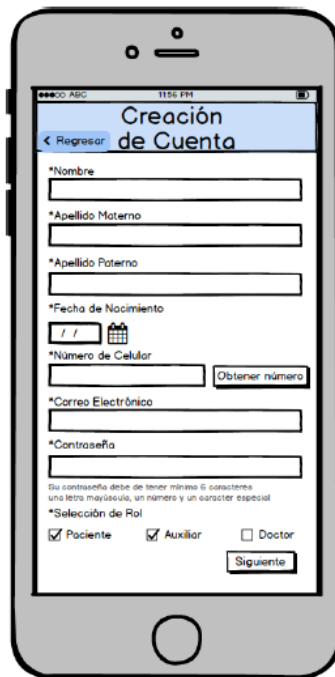 ABC 11:56 PM
Creación
de Cuenta
Regresar
*Nombre
*Apellido Materno
*Apellido Paterno
*Fecha de Nacimiento
/ /
*Número de Celular
Obtener número
*Correo Electrónico
*Contraseña
Su contraseña debe de tener mínimo 6 caracteres
una letra mayúscula, un número y un caracter especial
*Selección de Rol
Paciente Auxiliar Doctor
Siguiente